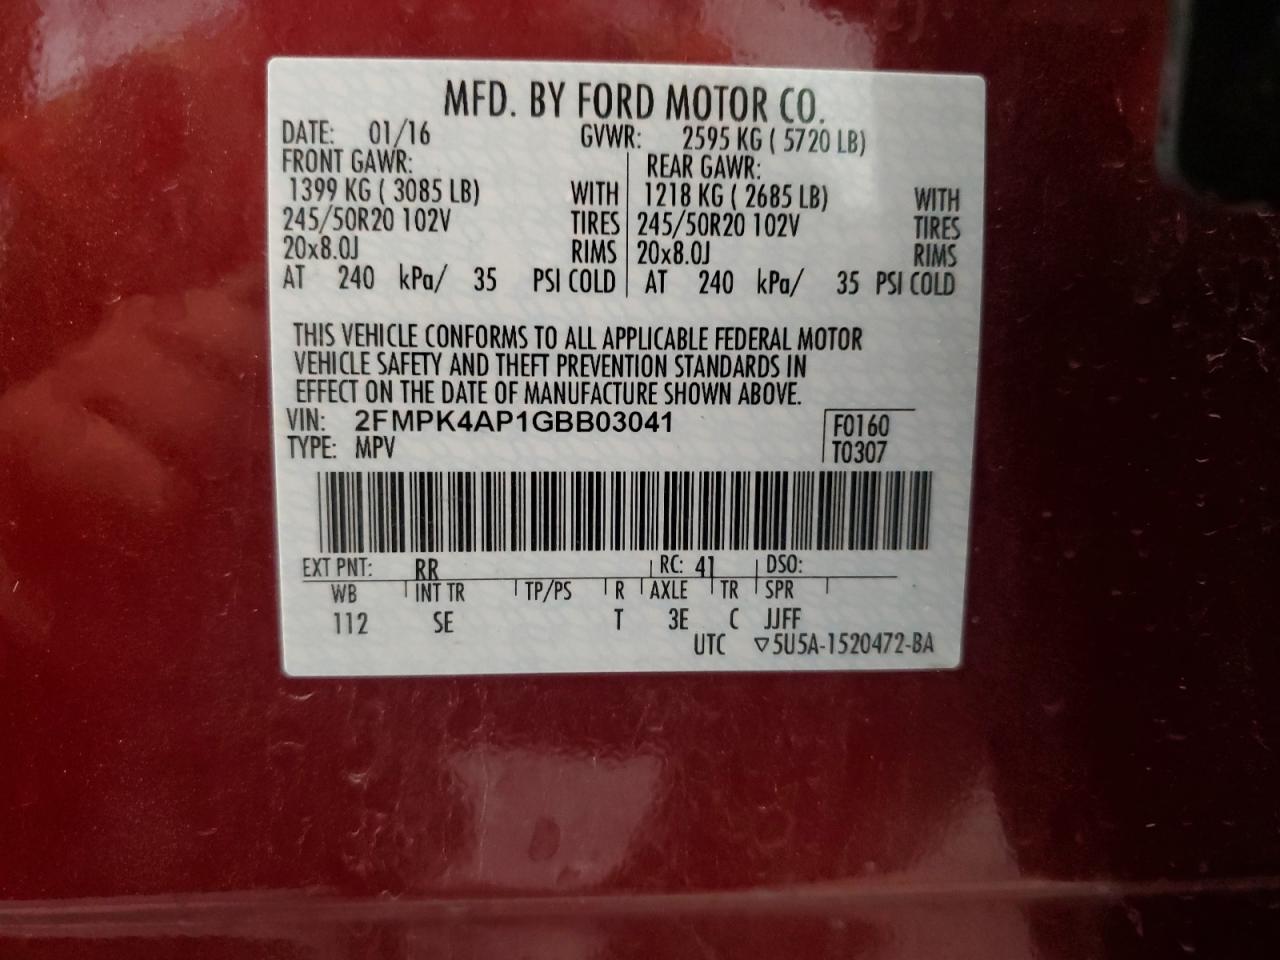 MFD. BY FORD MOTOR CO.
DATE: 01/16 GVWR: 2595 KG ( 5720 LB)
FRONT GAWR: REAR GAWR:
1399 KG ( 3085 LB) WITH 1218 KG ( 2685 LB) WITH
245/50R20 102V TIRES 245/50R20 102V TIRES
20x8.0J RIMS 20x8.0J RIMS
AT 240 kPa/ 35 PSI COLD AT 240 kPa/ 35 PSI COLD
THIS VEHICLE CONFORMS TO ALL APPLICABLE FEDERAL MOTOR
VEHICLE SAFETY AND THEFT PREVENTION STANDARDS IN
EFFECT ON THE DATE OF MANUFACTURE SHOWN ABOVE.
VIN: 2FMPK4AP1GBB03041 F0160
TYPE: MPV T0307
EXT PNT: RR RC: 41 DSO:
WB INT TR TP/PS R AXLE TR SPR
112 SE T 3E C JJFF
UTC ▽5U5A-1520472-BA